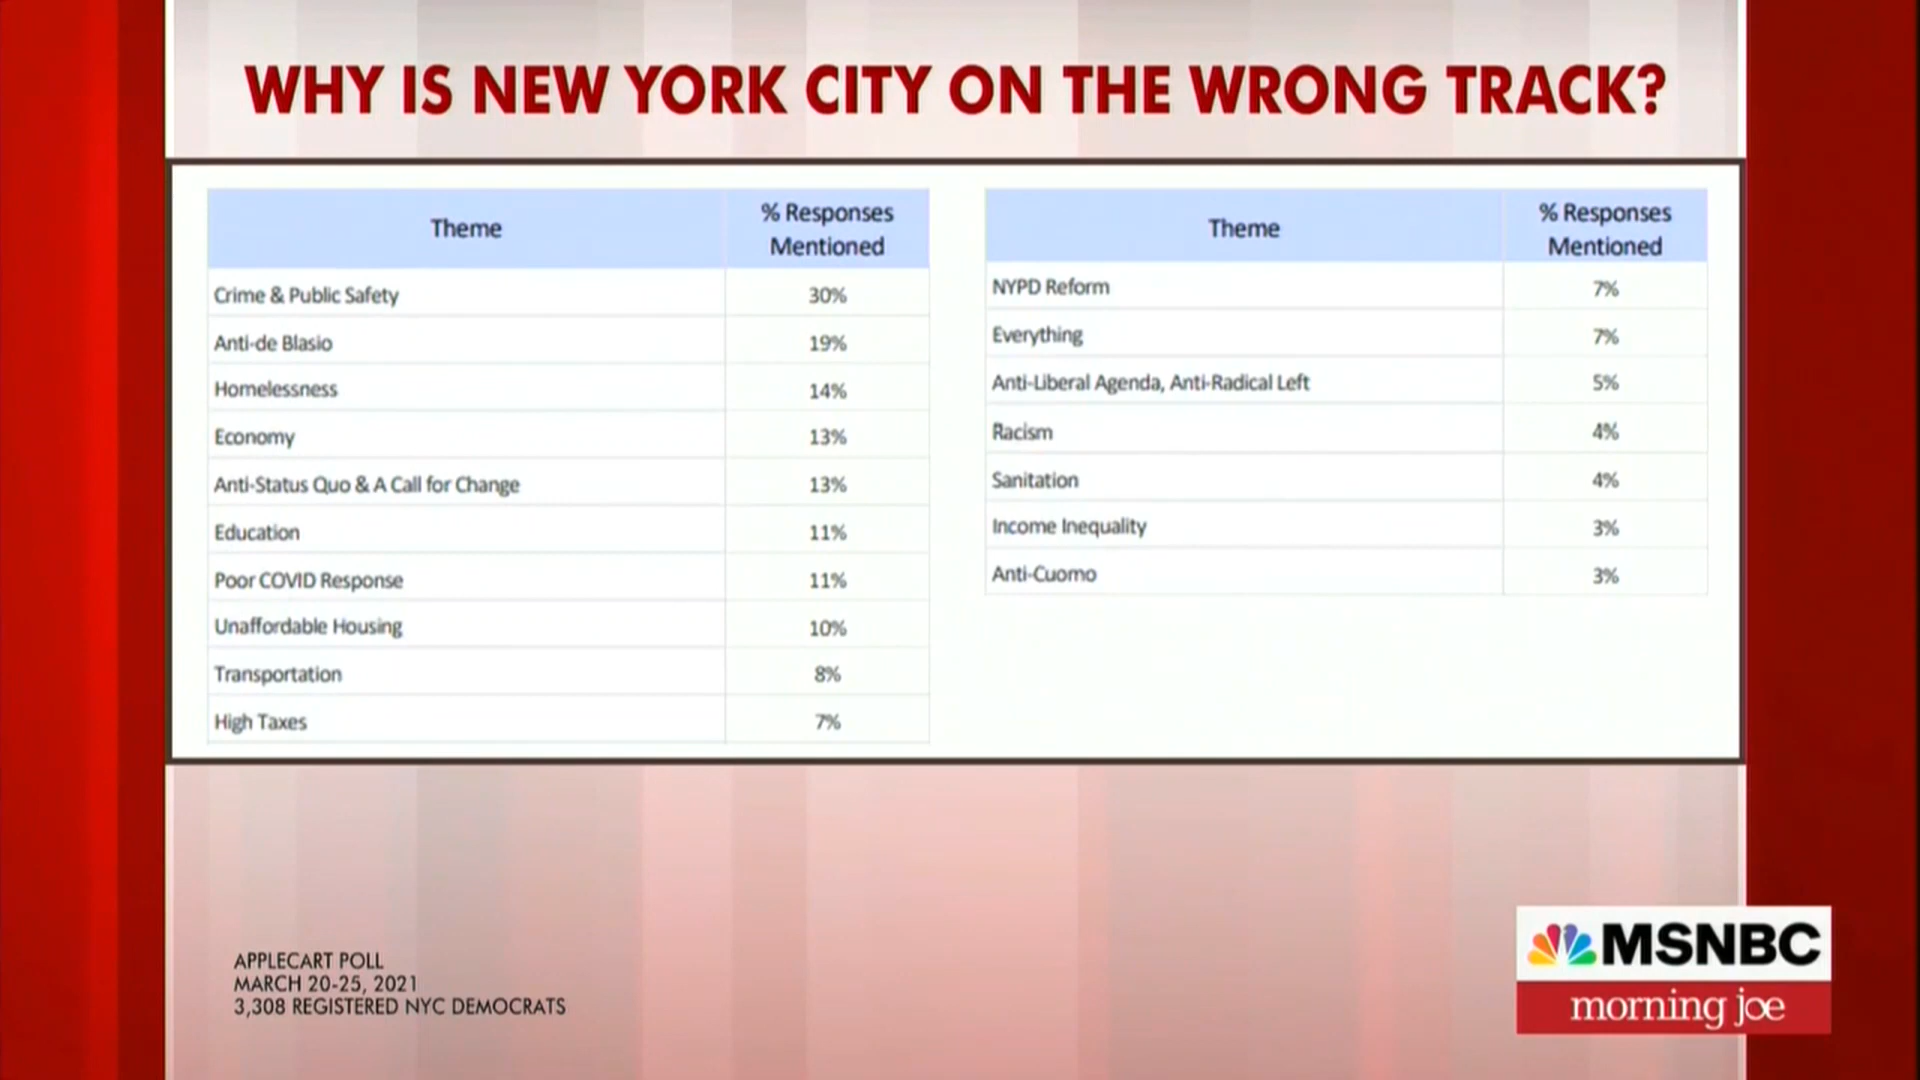 WHY IS NEW YORK CITY ON THE WRONG TRACK?
Theme % Responses Mentioned
Crime & Public Safety 30%
Anti-de Blasio 19%
Homelessness 14%
Economy 13%
Anti-Status Quo & A Call for Change 13%
Education 11%
Poor COVID Response 11%
Unaffordable Housing 10%
Transportation 8%
High Taxes 7%
Theme % Responses Mentioned
NYPD Reform 7%
Everything 7%
Anti-Liberal Agenda, Anti-Radical Left 5%
Racism 4%
Sanitation 4%
Income Inequality 3%
Anti-Cuomo 3%
APPLECART POLL
MARCH 20-25, 2021
3,308 REGISTERED NYC DEMOCRATS
MSNBC
morning joe